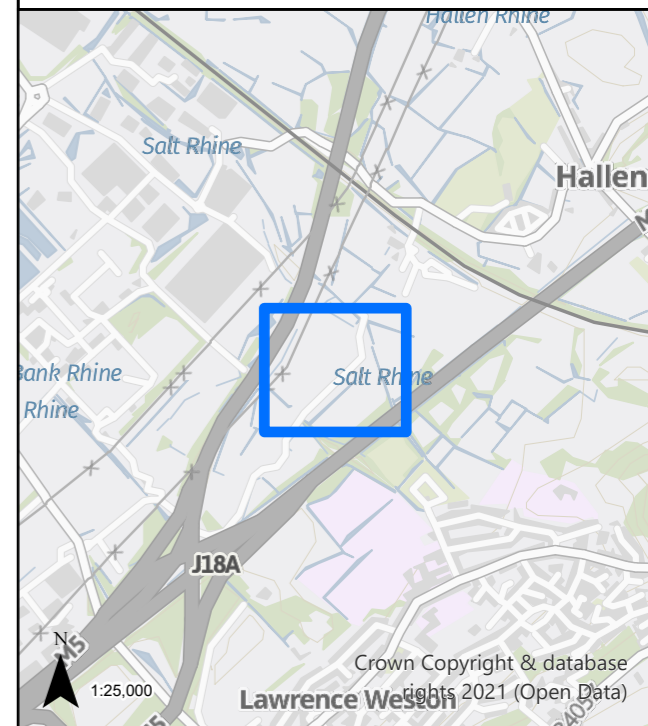 Hallen Rhine
Salt Rhine
Hallen
Salt Rhine
Bank Rhine
Rhine
J18A
N
M5
1:25,000
Crown Copyright & database
rights 2021 (Open Data)
Lawrence Weston